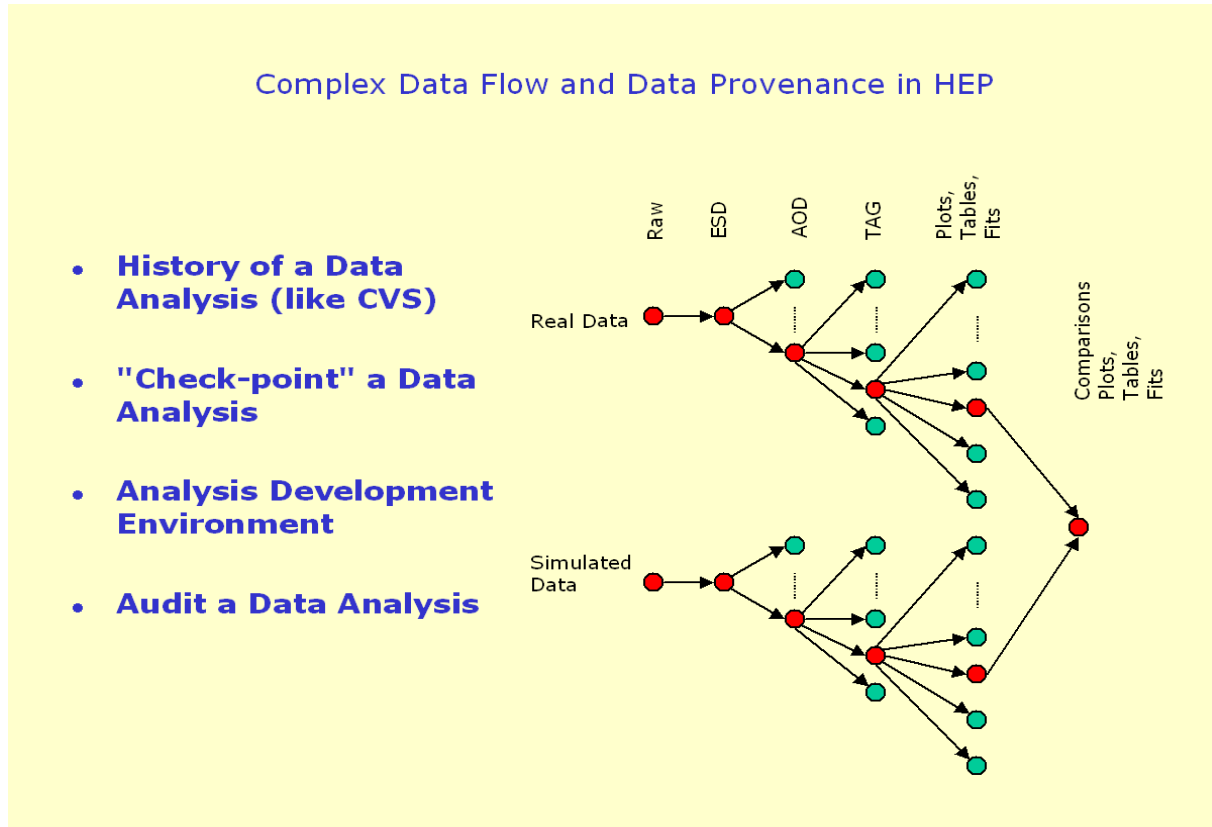 Complex Data Flow and Data Provenance in HEP
• History of a Data
Analysis (like CVS)
• "Check-point" a Data
Analysis
• Analysis Development
Environment
• Audit a Data Analysis
Raw
ESD
AOD
TAG
Plots,
Tables,
Fits
Real Data
Comparisons
Plots,
Tables,
Fits
Simulated
Data